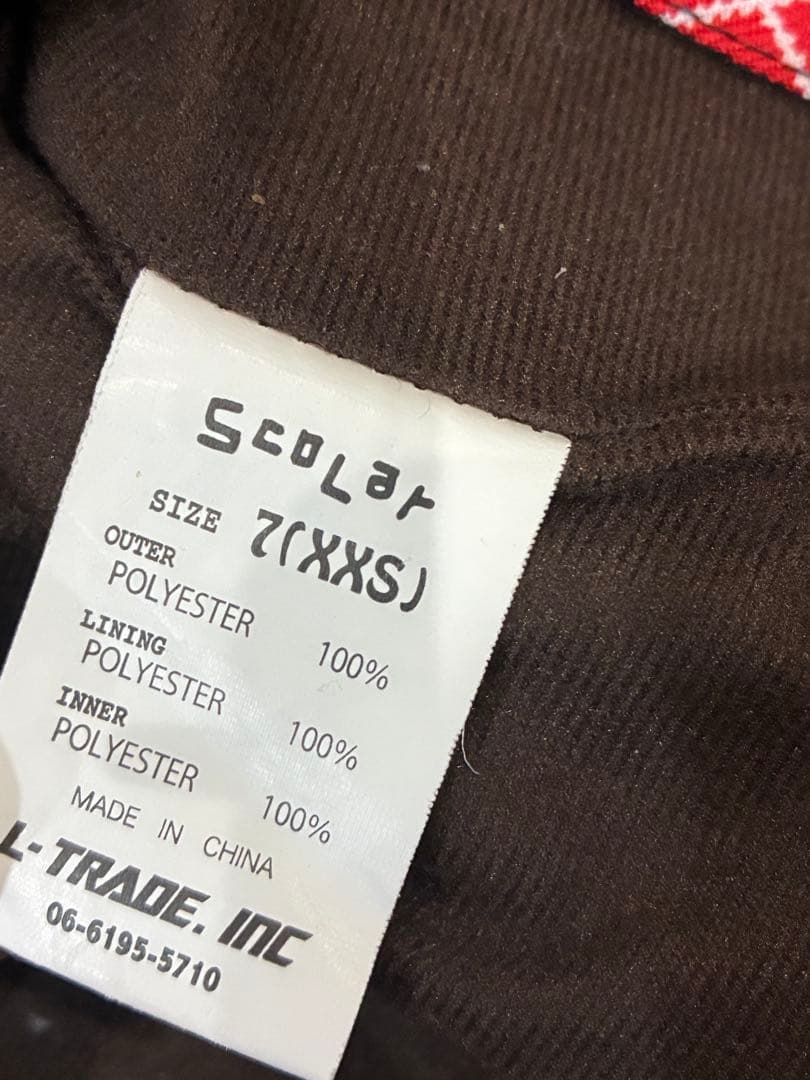 ScoLar
SIZE 7(XXS)
OUTER
POLYESTER 100%
LINING
POLYESTER 100%
INNER
POLYESTER 100%
MADE IN CHINA
L-TRADE. INC
06-6195-5710